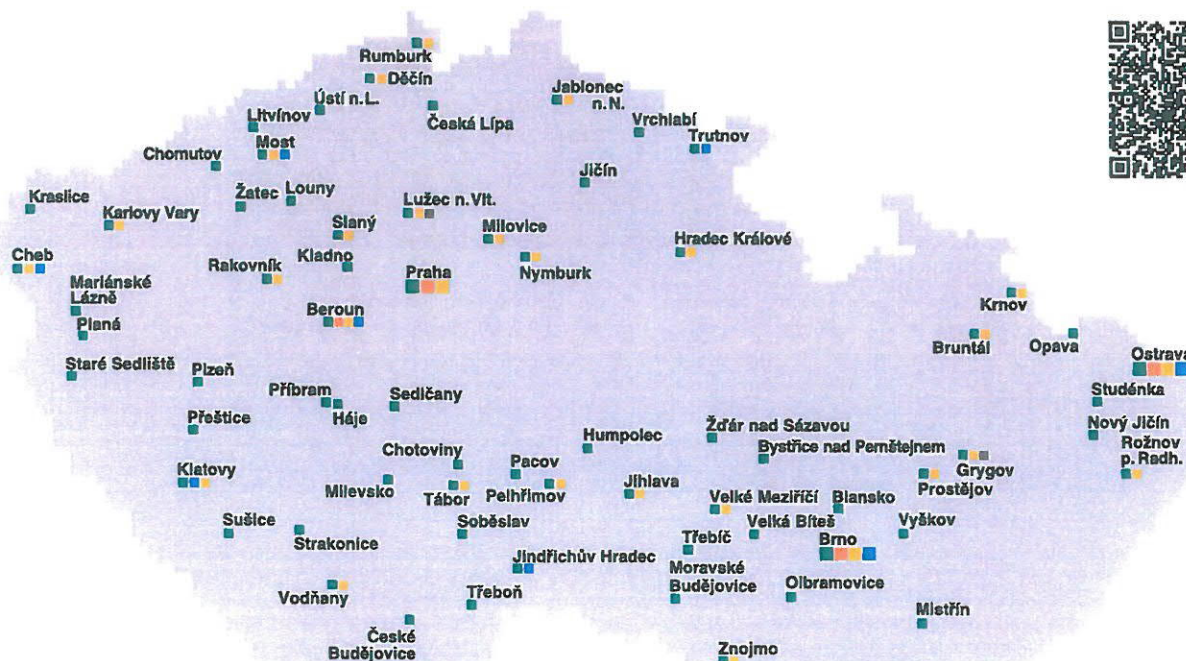 Rumburk
Děčín
Ústí n.L.
Česká Lípa
Jablonec
n.N.
Litvínov
Vrchlabí
Most
Trutnov
Chomutov
Jičín
Kraslice
Žatec
Louny
Karlovy Vary
Lužec n.Vlt.
Slaný
Milovice
Hradec Králové
Cheb
Rakovník
Kladno
Nymburk
Praha
Mariánské
Lázně
Krnov
Beroun
Planá
Bruntál
Opava
Ostrava
Staré Sedliště
Plzeň
Příbram
Háje
Sedlčany
Studénka
Přeštice
Nový Jičín
Humpolec
Žďár nad Sázavou
Bystřice nad Pernštejnem
Rožnov
p. Radh.
Chotoviny
Klatovy
Milevsko
Tábor
Pacov
Pelhřimov
Jihlava
Grygov
Prostějov
Velké Meziříčí
Blansko
Sušice
Strakonice
Soběslav
Velká Bíteš
Vyškov
Třebíč
Brno
Jindřichův Hradec
Moravské
Budějovice
Olbramovice
Vodňany
Třeboň
Mistřín
České
Budějovice
Znojmo